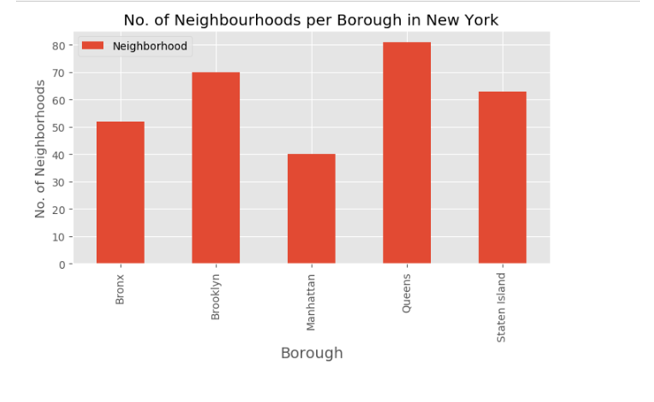 No. of Neighbourhoods per Borough in New York
Neighborhood
No. of Neighborhoods
80
70
60
50
40
30
20
10
0
Bronx
Brooklyn
Manhattan
Queens
Staten Island
Borough